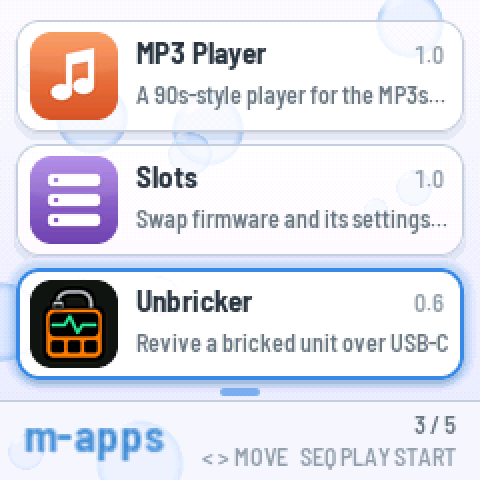 MP3 Player 1.0
A 90s-style player for the MP3s...
Slots 1.0
Swap firmware and its settings...
Unbricker 0.6
Revive a bricked unit over USB-C
3 / 5
m-apps
< > MOVE SEQ PLAY START